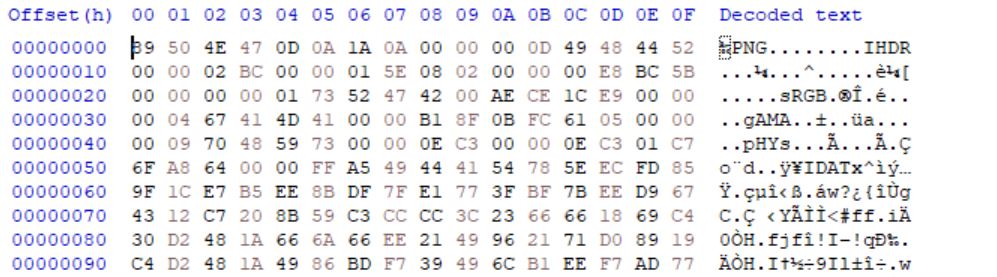 Offset(h) 00 01 02 03 04 05 06 07 08 09 0A 0B 0C 0D 0E 0F Decoded text
00000000 89 50 4E 47 0D 0A 1A 0A 00 00 00 0D 49 48 44 52 ‰PNG........IHDR
00000010 00 00 02 BC 00 00 01 5E 08 02 00 00 00 E8 BC 5B ...¼...^.....è¼[
00000020 00 00 00 00 01 73 52 47 42 00 AE CE 1C E9 00 00 .....sRGB.®Î.é..
00000030 00 04 67 41 4D 41 00 00 B1 8F 0B FC 61 05 00 00 ..gAMA..±..üa...
00000040 00 09 70 48 59 73 00 00 0E C3 00 00 0E C3 01 C7 ..pHYs...Ã...Ã.Ç
00000050 6F A8 64 00 00 FF A5 49 44 41 54 78 5E EC FD 85 o¨d..ÿ¥IDATx^ìý…
00000060 9F 1C E7 B5 EE 8B DF 7F E1 77 3F BF 7B EE D9 67 Ÿ.çµî‹ß.áw?¿{îÙg
00000070 43 12 C7 20 8B 59 C3 CC CC 3C 23 66 66 18 69 C4 C.Ç ‹YÃÌÌ<#ff.iÄ
00000080 30 D2 48 1A 66 6A 66 EE 21 49 96 21 71 D0 89 19 0ÒH.fjfî!I–!qÐ‰.
00000090 C4 D2 48 1A 49 86 BD F7 39 49 6C B1 EE F7 AD 77 ÄÒH.I†½÷9Il±î÷.w